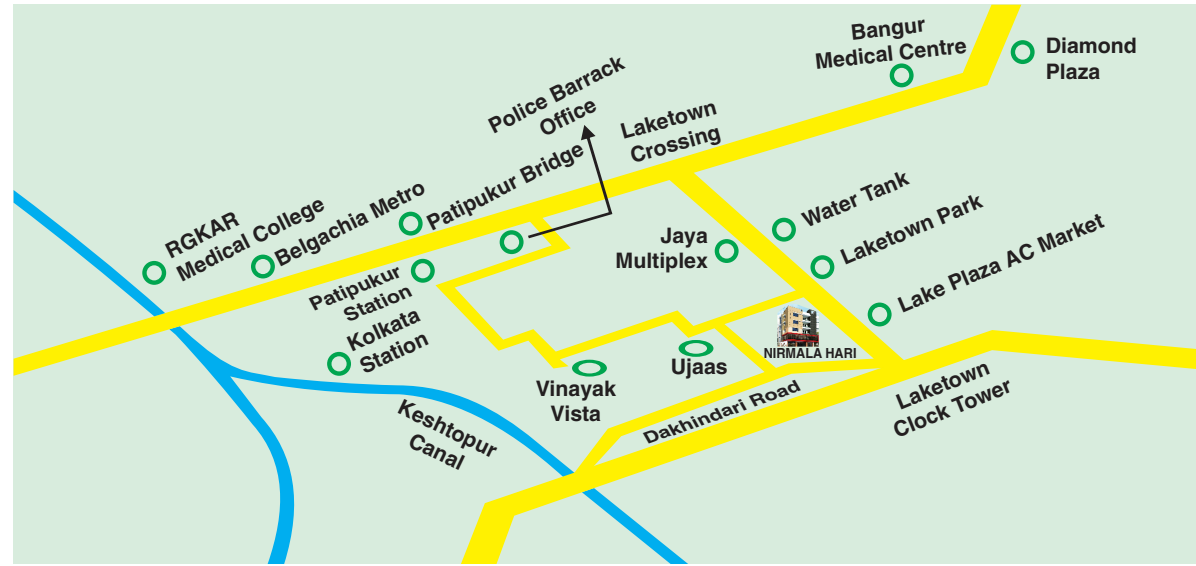 Bangur
Medical Centre
Diamond
Plaza
Police Barrack
Office
Laketown
Crossing
Patipukur Bridge
Belgachia Metro
RGKAR
Medical College
Water Tank
Laketown Park
Lake Plaza AC Market
Jaya
Multiplex
Patipukur
Station
Kolkata
Station
NIRMALA HARI
Ujaas
Vinayak
Vista
Dakhindari Road
Laketown
Clock Tower
Keshtopur
Canal